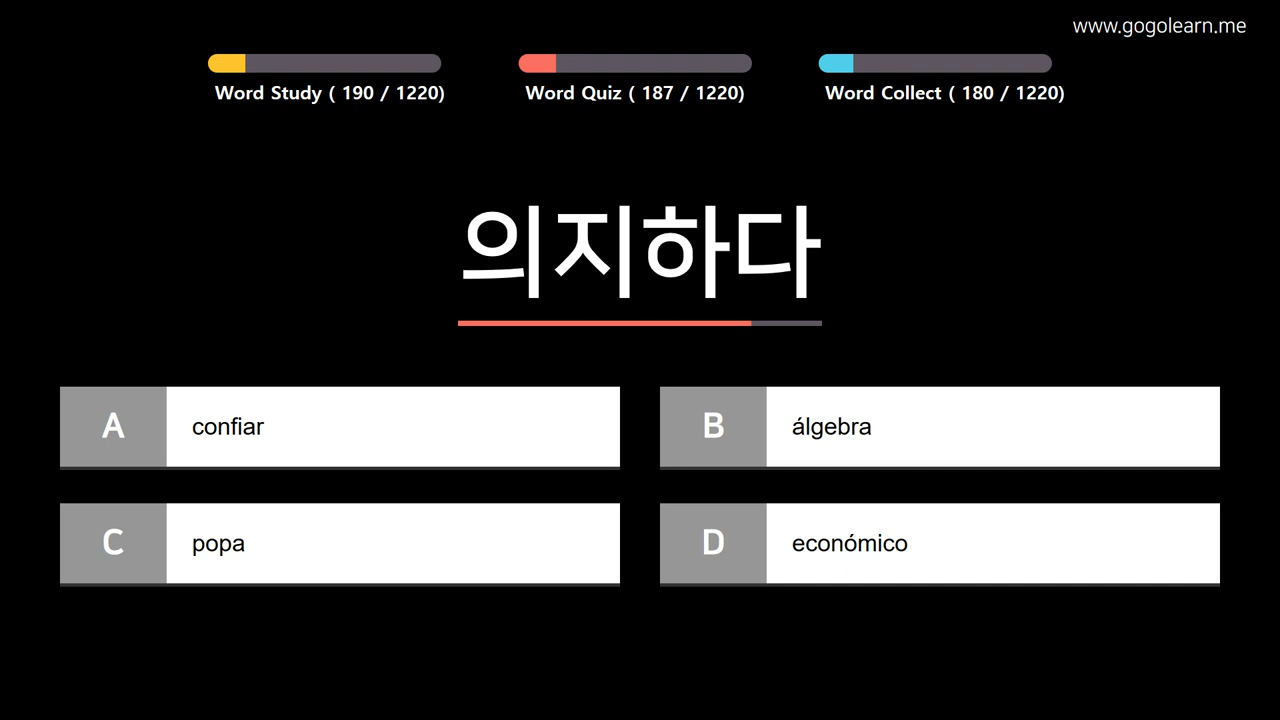 www.gogolearn.me
Word Study ( 190 / 1220)
Word Quiz ( 187 / 1220)
Word Collect ( 180 / 1220)
의지하다
A confiar
B álgebra
C popa
D económico